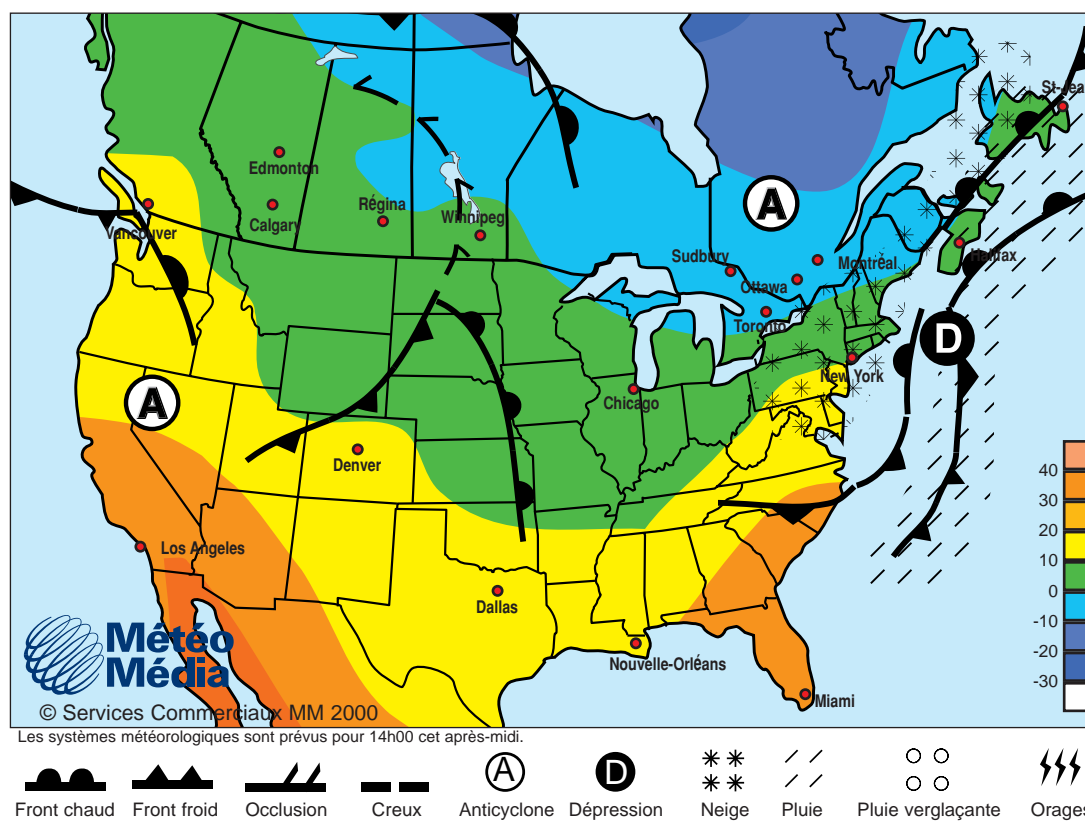 St-Jea
Edmonton
Calgary
Régina
Winnipeg
Vancouver
A
Sudbury
Montréal
Ottawa
Halifax
Toronto
D
New York
A
Chicago
Denver
Los Angeles
Dallas
Nouvelle-Orléans
Miami
40
30
20
10
0
-10
-20
-30
Météo
Média
© Services Commerciaux MM 2000
Les systèmes météorologiques sont prévus pour 14h00 cet après-midi.
A
D
Front chaud Front froid Occlusion Creux Anticyclone Dépression Neige Pluie Pluie verglaçante Orages